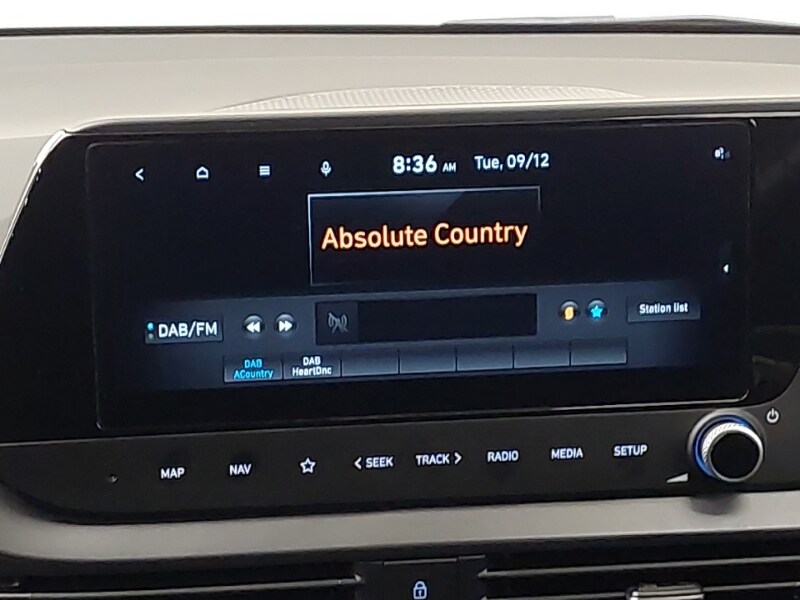 8:36 AM Tue, 09/12
Absolute Country
DAB/FM
Station list
DAB
ACountry
DAB
HeartDnc
MAP NAV SEEK TRACK RADIO MEDIA SETUP